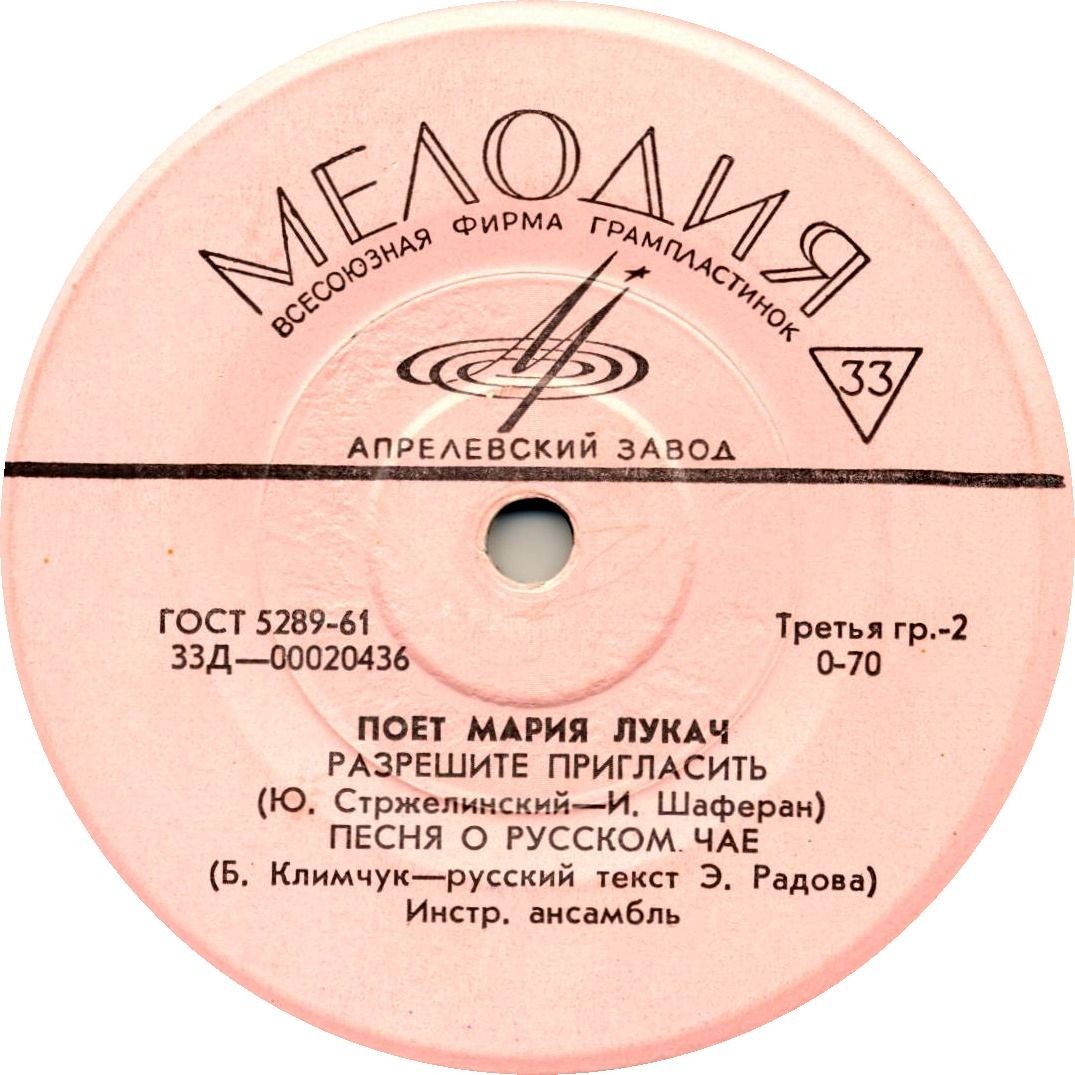 МЕЛОДИЯ
ВСЕСОЮЗНАЯ ФИРМА ГРАМПЛАСТИНОК
33
АПРЕЛЕВСКИЙ ЗАВОД
ГОСТ 5289-61
Третья гр.-2
33Д—00020436
0-70
ПОЕТ МАРИЯ ЛУКАЧ
РАЗРЕШИТЕ ПРИГЛАСИТЬ
(Ю. Стржелинский—И. Шаферан)
ПЕСНЯ О РУССКОМ ЧАЕ
(Б. Климчук—русский текст Э. Радова)
Инстр. ансамбль